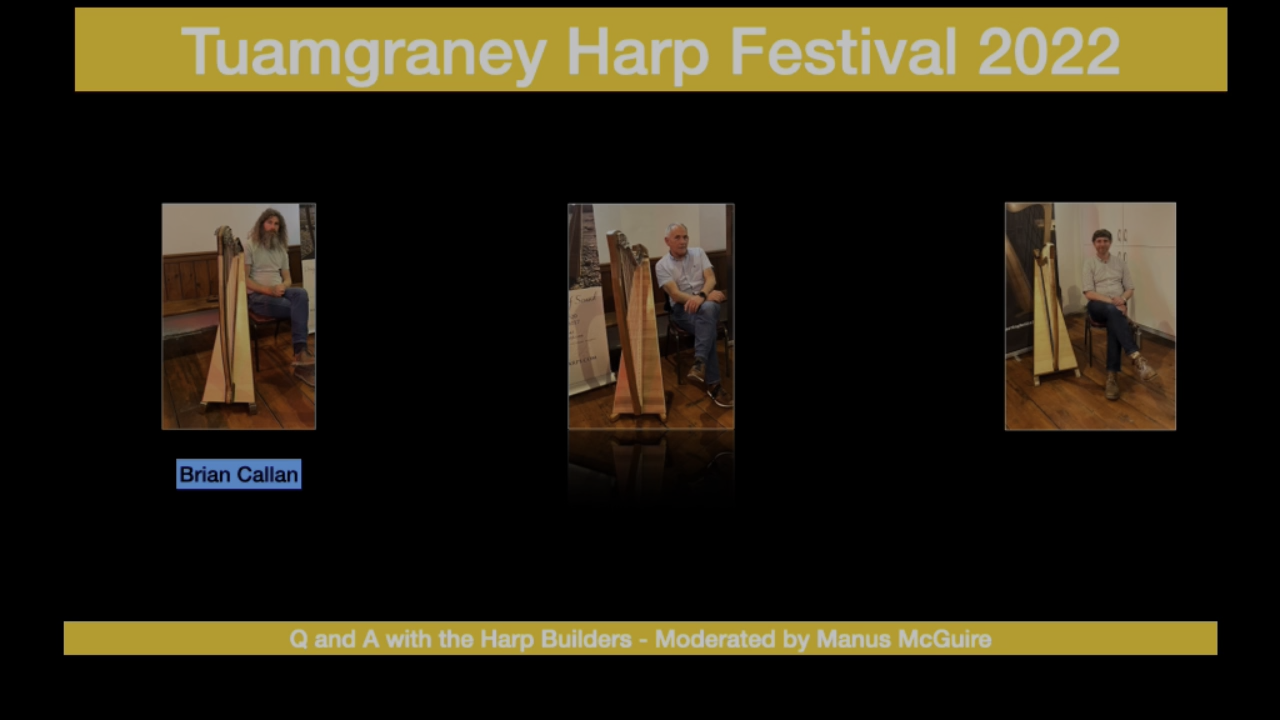 Tuamgraney Harp Festival 2022
Brian Callan
Q and A with the Harp Builders - Moderated by Manus McGuire